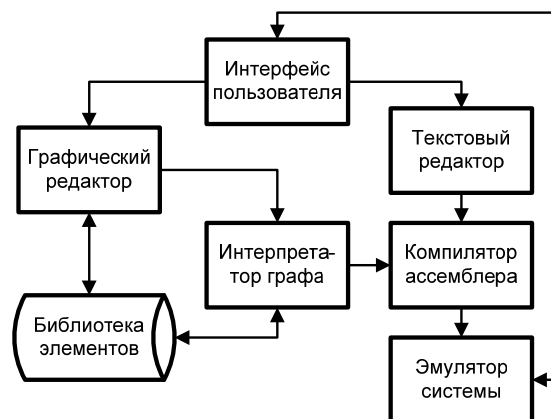 Интерфейс
пользователя
Графический
редактор
Текстовый
редактор
Интерпрета-
тор графа
Компилятор
ассемблера
Библиотека
элементов
Эмулятор
системы